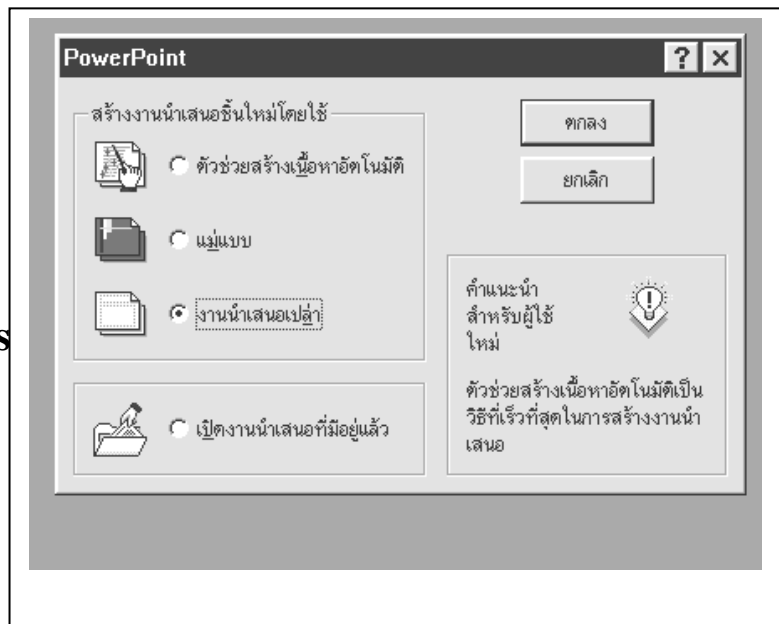 PowerPoint
สร้างงานนำเสนอชิ้นใหม่โดยใช้
ตัวช่วยสร้างเนื้อหาอัตโนมัติ
แม่แบบ
งานนำเสนอเปล่า
เปิดงานนำเสนอที่มีอยู่แล้ว
ตกลง
ยกเลิก
คำแนะนำ
สำหรับผู้ใช้
ใหม่
ตัวช่วยสร้างเนื้อหาอัตโนมัติเป็น
วิธีที่เร็วที่สุดในการสร้างงานนำ
เสนอ
s